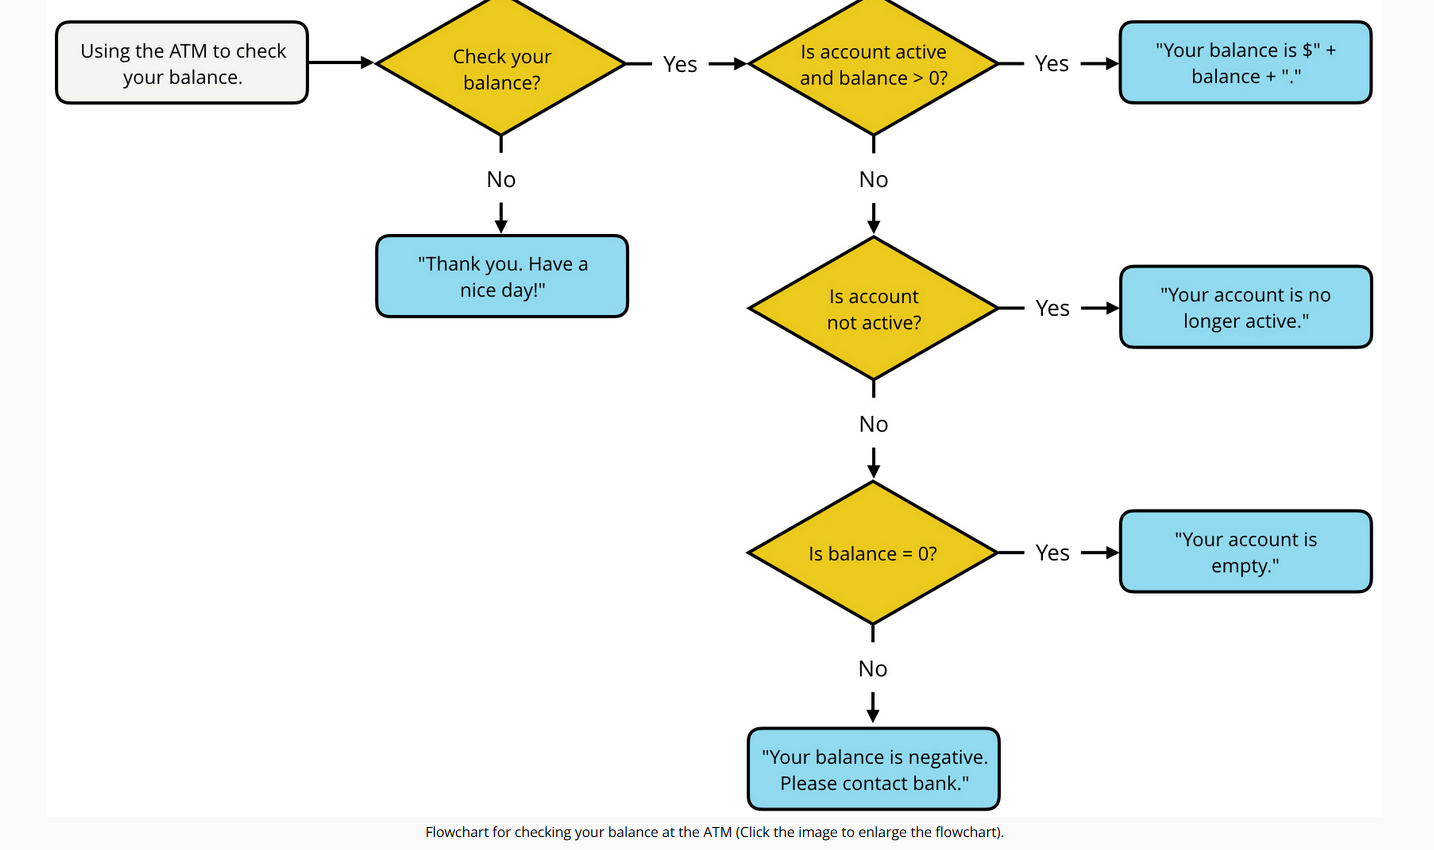 Using the ATM to check
your balance.
Check your
balance?
Yes
Is account active
and balance > 0?
Yes
"Your balance is $" +
balance + "."
No
No
"Thank you. Have a
nice day!"
Is account
not active?
Yes
"Your account is no
longer active."
No
Is balance = 0?
Yes
"Your account is
empty."
No
"Your balance is negative.
Please contact bank."
Flowchart for checking your balance at the ATM (Click the image to enlarge the flowchart).